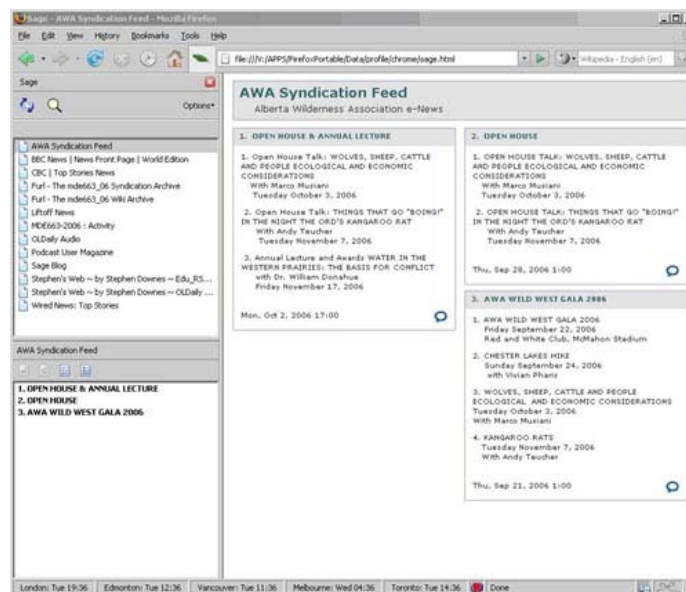 Sage - AWA Syndication Feed - Mozilla Firefox
File Edit View History Bookmarks Tools Help
file:///V:/APPS/FirefoxPortable/Data/profile/chrome/sage.html
Wikipedia - English (en)
Sage
Options
AWA Syndication Feed
BBC News | News Front Page | World Edition
CBC | Top Stories News
Furl - The mde663_06 Syndication Archive
Furl - The mde663_06 Wiki Archive
Liftoff News
MDE663-2006 : Activity
OLDaily Audio
Podcast User Magazine
Sage Blog
Stephen's Web ~ by Stephen Downes ~ Edu_RS...
Stephen's Web ~ by Stephen Downes ~ OLDaily ...
Wired News: Top Stories
AWA Syndication Feed
1. OPEN HOUSE & ANNUAL LECTURE
2. OPEN HOUSE
3. AWA WILD WEST GALA 2006
AWA Syndication Feed
Alberta Wilderness Association e-News
1. OPEN HOUSE & ANNUAL LECTURE
1. Open House Talk: WOLVES, SHEEP, CATTLE
AND PEOPLE ECOLOGICAL AND ECONOMIC
CONSIDERATIONS
With Marco Musiani
Tuesday October 3, 2006
2. Open House Talk: THINGS THAT GO "BOING!"
IN THE NIGHT THE ORD'S KANGAROO RAT
With Andy Teucher
Tuesday November 7, 2006
3. Annual Lecture and Awards WATER IN THE
WESTERN PRAIRIES: THE BASIS FOR CONFLICT
with Dr. William Donahue
Friday November 17, 2006
Mon, Oct 2, 2006 17:00
2. OPEN HOUSE
1. OPEN HOUSE TALK: WOLVES, SHEEP, CATTLE
AND PEOPLE ECOLOGICAL AND ECONOMIC
CONSIDERATIONS
With Marco Musiani
Tuesday October 3, 2006
2. OPEN HOUSE TALK: THINGS THAT GO "BOING!"
IN THE NIGHT THE ORD'S KANGAROO RAT
With Andy Teucher
Tuesday November 7, 2006
Thu, Sep 28, 2006 1:00
3. AWA WILD WEST GALA 2006
1. AWA WILD WEST GALA 2006
Friday September 22, 2006
Red and White Club, McMahon Stadium
2. CHESTER LAKES HIKE
Sunday September 24, 2006
with Vivian Pharis
3. WOLVES, SHEEP, CATTLE AND PEOPLE
ECOLOGICAL AND ECONOMIC CONSIDERATIONS
Tuesday October 3, 2006
With Marco Musiani
4. KANGAROO RATS
Tuesday November 7, 2006
With Andy Teucher
Thu, Sep 21, 2006 1:00
London: Tue 19:36 Edmonton: Tue 12:36 Vancouver: Tue 11:36 Melbourne: Wed 04:36 Toronto: Tue 14:36 Done